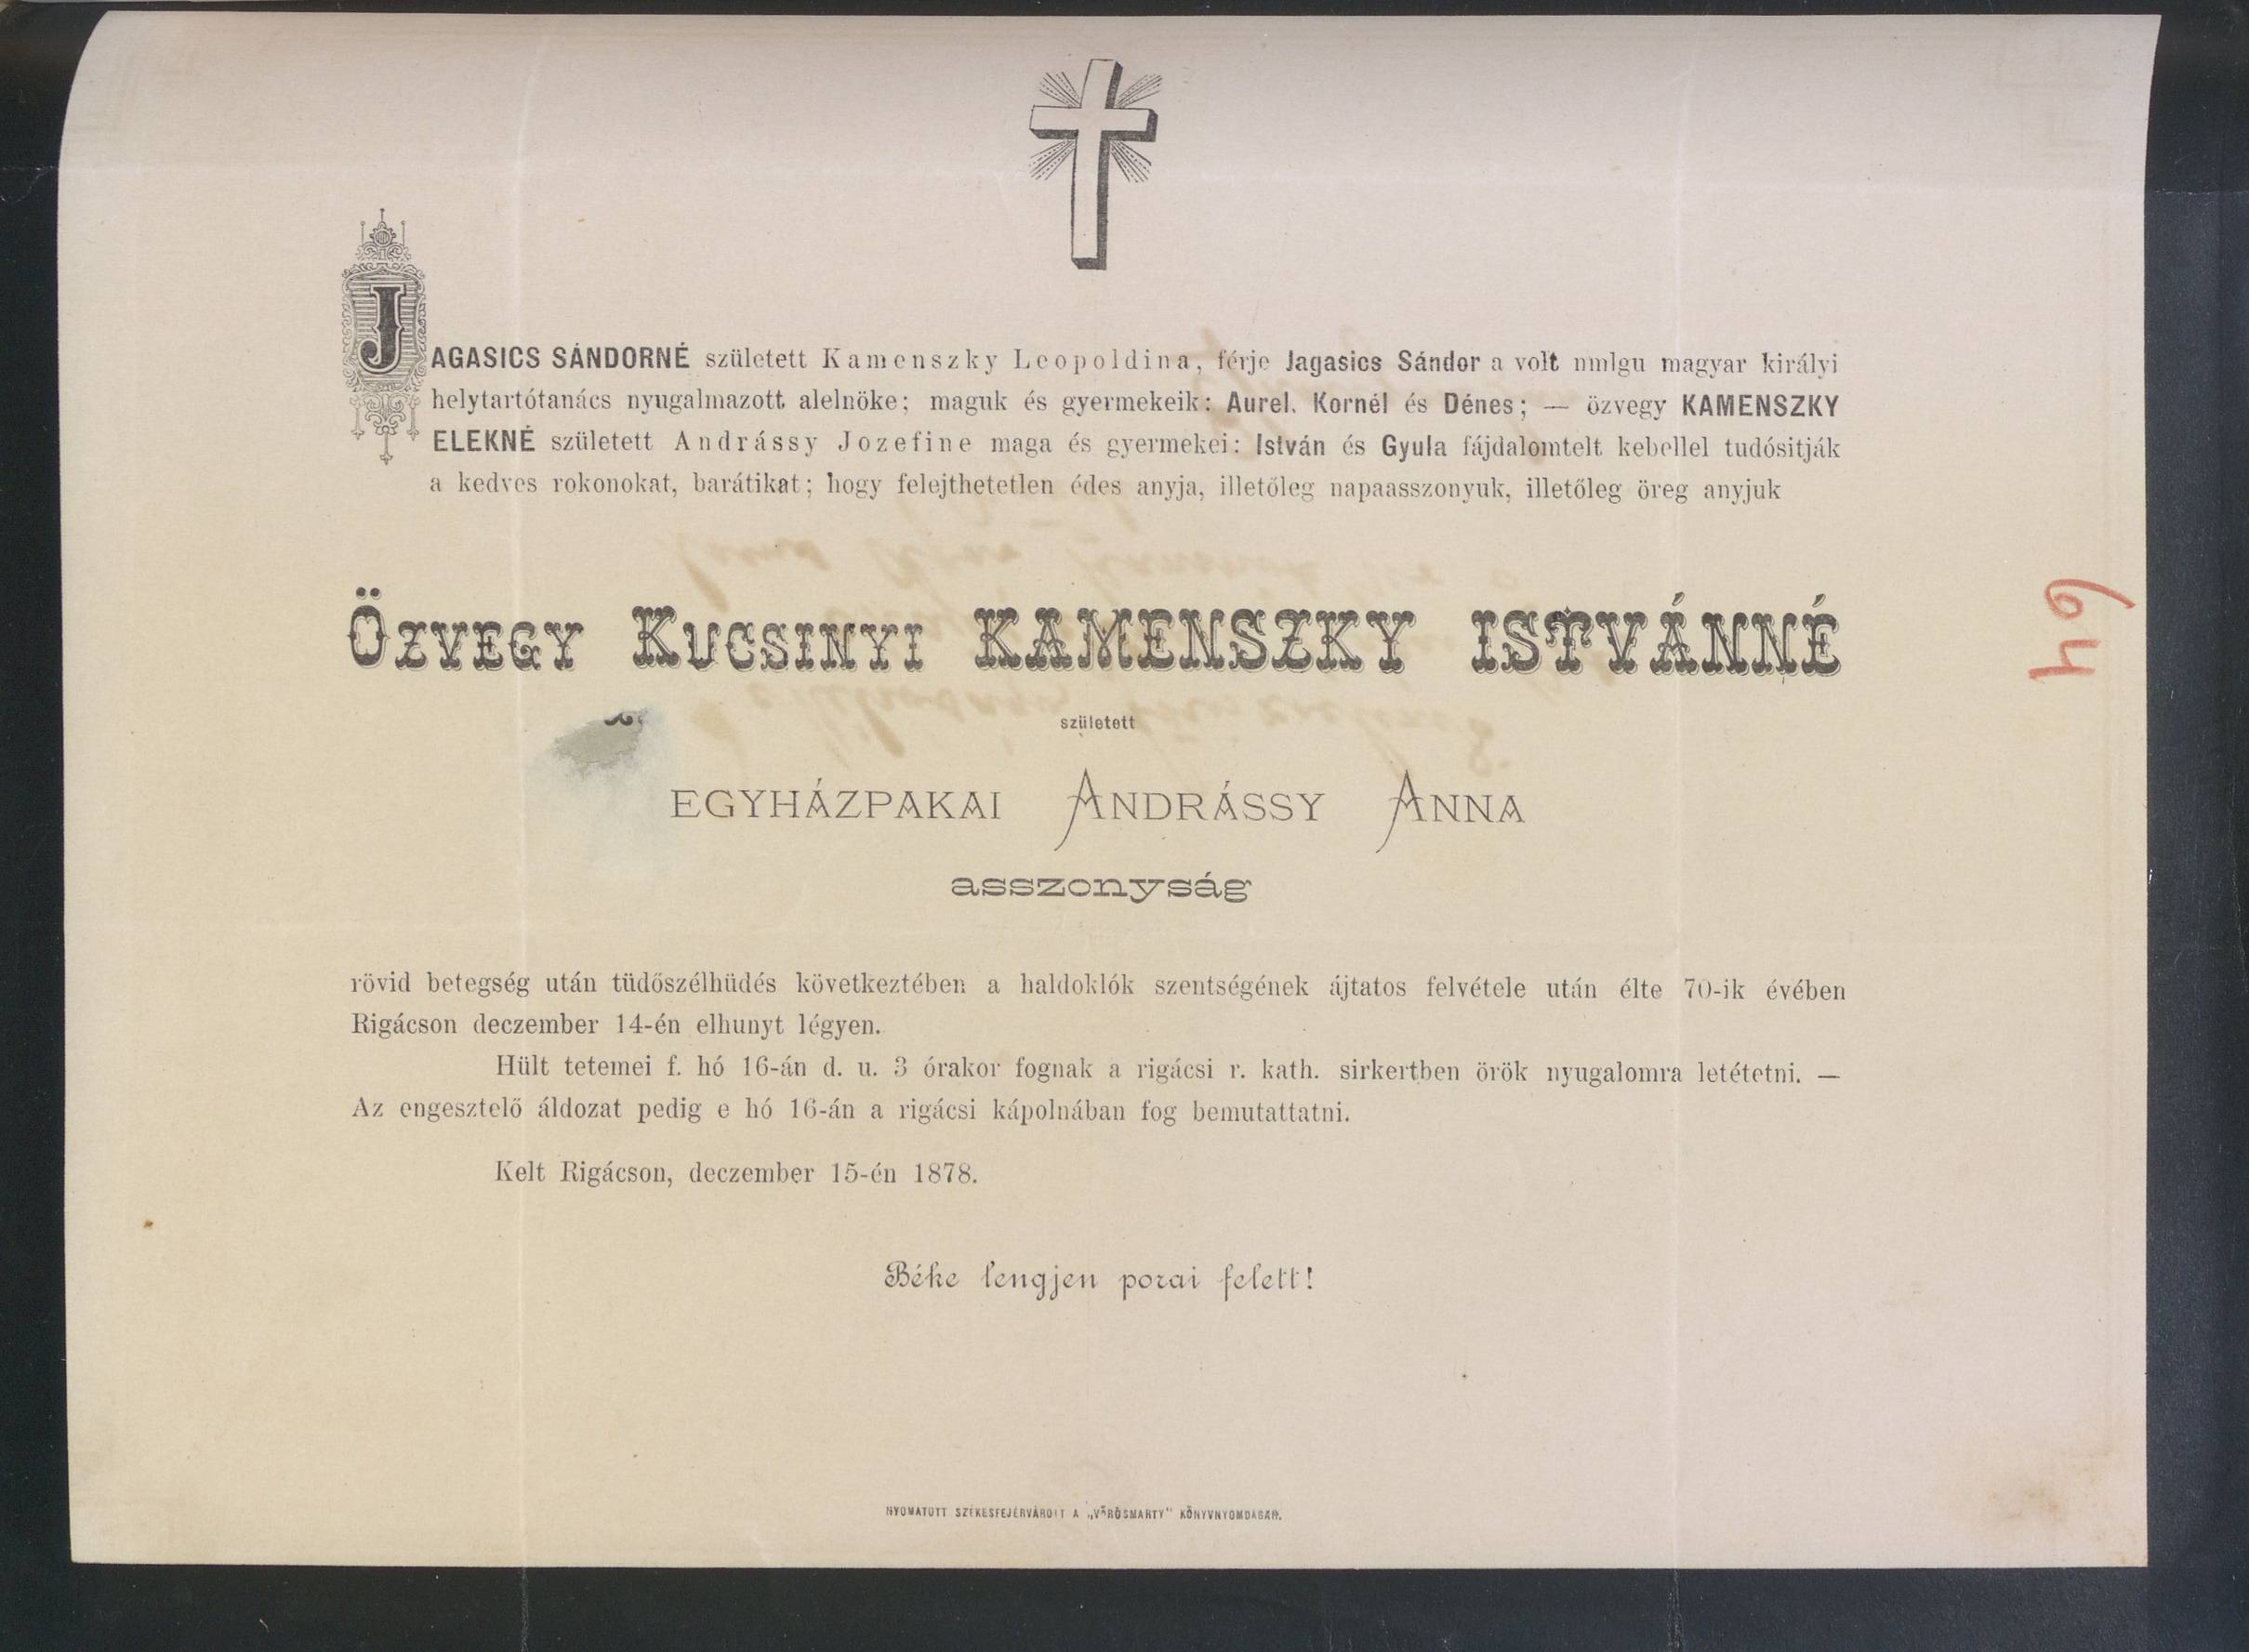 JAGASICS SÁNDORNÉ született Kamenszky Leopoldina, férje Jagasics Sándor a volt nmlgu magyar királyi
helytartótanács nyugalmazott alelnöke; maguk és gyermekeik: Aurel, Kornél és Dénes; — özvegy KAMENSZKY
ELEKNÉ született Andrássy Jozefine maga és gyermekei: István és Gyula fájdalomtelt kebellel tudósitják
a kedves rokonokat, barátikat; hogy felejthetetlen édes anyja, illetőleg napaasszonyuk, illetőleg öreg anyjuk
ÖZVEGY KUCSINYI KAMENSZKY ISTVÁNNÉ
64
született
EGYHÁZPAKAI ANDRÁSSY ANNA
asszonyság
rövid betegség után tüdőszélhüdés következtében a haldoklók szentségének ájtatos felvétele után élte 70-ik évében
Rigácson deczember 14-én elhunyt légyen.
Hült tetemei f. hó 16-án d. u. 3 órakor fognak a rigácsi r. kath. sirkertben örök nyugalomra letétetni. —
Az engesztelő áldozat pedig e hó 16-án a rigácsi kápolnában fog bemutattatni.
Kelt Rigácson, deczember 15-én 1878.
Béke lengjen porai felett!
NYOMATOTT SZÉKESFEJÉRVÁROTT A „VÖRÖSMARTY" KÖNYVNYOMDÁBAN.